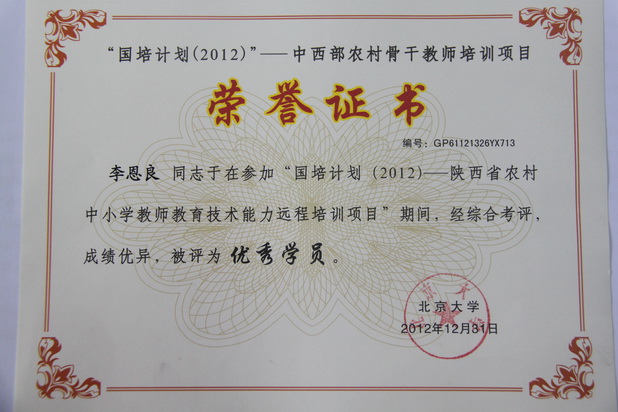 “国培计划(2012)”——中西部农村骨干教师培训项目
荣誉证书
编号：GP61121326YX713
李恩良 同志于在参加“国培计划（2012)——陕西省农村
中小学教师教育技术能力远程培训项目”期间，经综合考评，
成绩优异，被评为 优秀学员。
北京大学
2012年12月31日